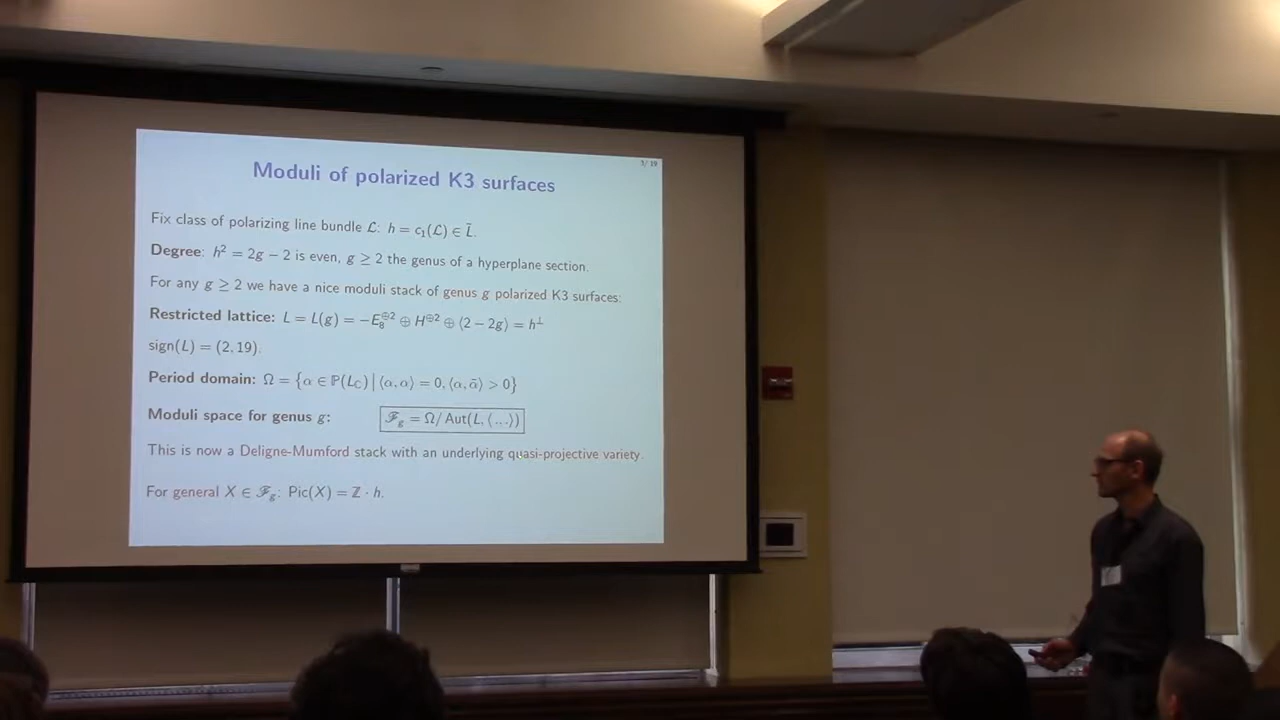 3/ 19
Moduli of polarized K3 surfaces
Fix class of polarizing line bundle ℒ: h = c₁(ℒ) ∈ L̃.
Degree: h² = 2g − 2 is even, g ≥ 2 the genus of a hyperplane section.
For any g ≥ 2 we have a nice moduli stack of genus g polarized K3 surfaces:
Restricted lattice: L = L(g) = −E₈^⊕2 ⊕ H^⊕2 ⊕ ⟨2 − 2g⟩ = h^⊥
sign(L) = (2, 19).
Period domain: Ω = {α ∈ ℙ(L_ℂ) | ⟨α, α⟩ = 0, ⟨α, ᾱ⟩ > 0}
Moduli space for genus g: ℱ_g = Ω/ Aut(L, ⟨...⟩)
This is now a Deligne-Mumford stack with an underlying quasi-projective variety.
For general X ∈ ℱ_g: Pic(X) = ℤ · h.